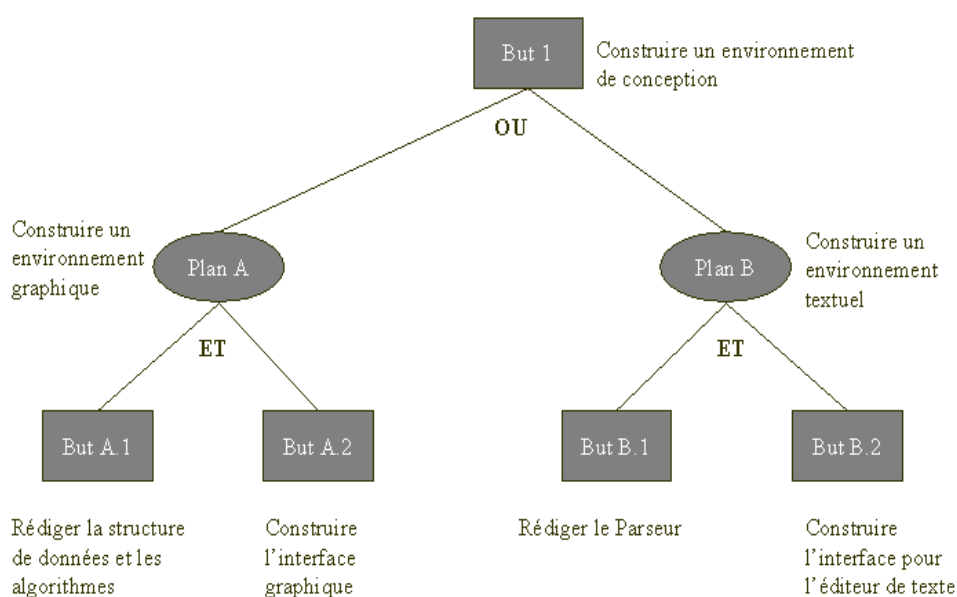 But 1
Construire un environnement
de conception
OU
Construire un
environnement
graphique
Plan A
Plan B
Construire un
environnement
textuel
ET
ET
But A.1
But A.2
But B.1
But B.2
Rédiger la structure
de données et les
algorithmes
Construire
l'interface
graphique
Rédiger le Parseur
Construire
l'interface pour
l'éditeur de texte